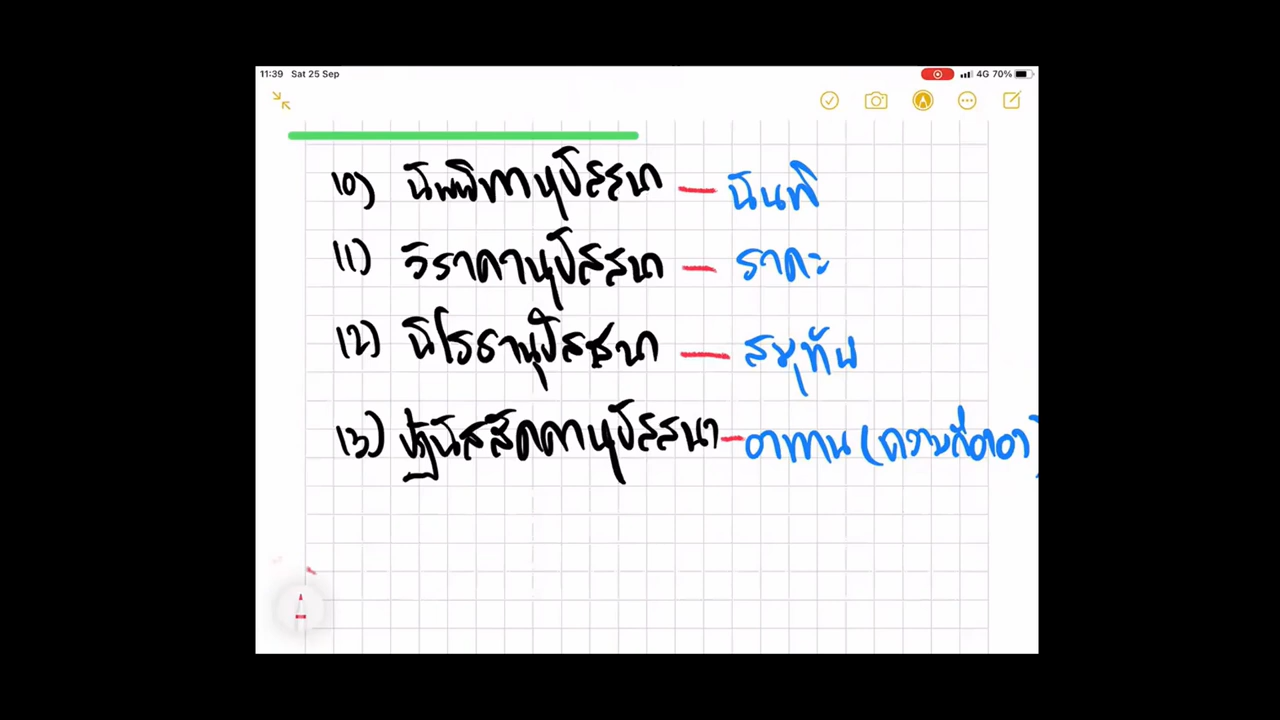 11:39 Sat 25 Sep 4G 70%
10) นิพพิทานุปัสสนา — นันทิ
11) วิราคานุปัสสนา — ราคะ
12) นิโรธานุปัสสนา — สมุทัย
13) ปฏินิสสัคคานุปัสสนา — อาทาน (ความถือเอา)